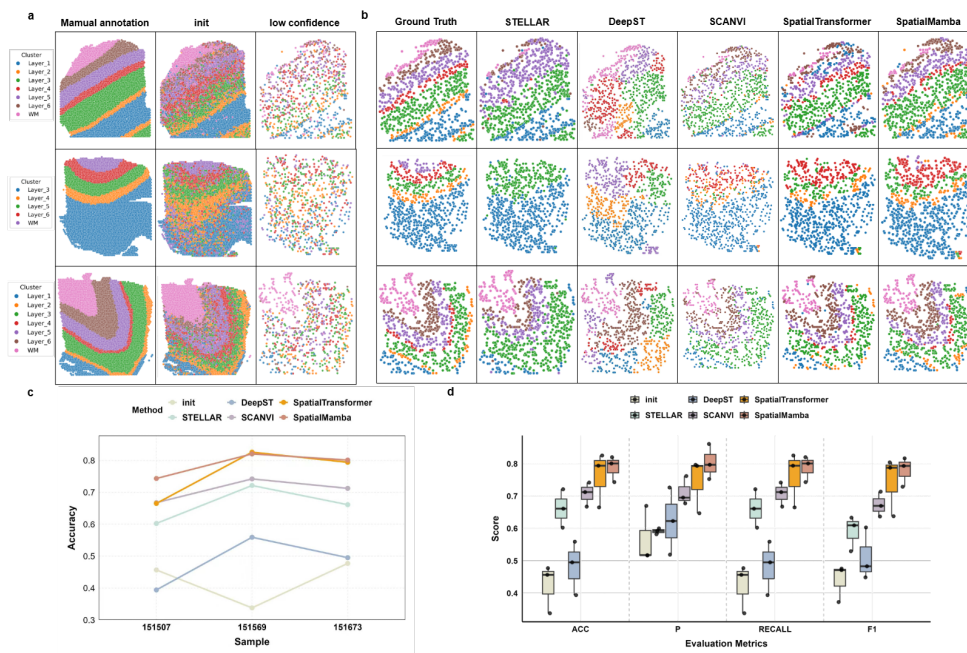 a
Mamual annotation
init
low confidence
Cluster
Layer_1
Layer_2
Layer_3
Layer_4
Layer_5
Layer_6
WM
Cluster
Layer_3
Layer_4
Layer_5
Layer_6
WM
Cluster
Layer_1
Layer_2
Layer_3
Layer_4
Layer_5
Layer_6
WM
b
Ground Truth
STELLAR
DeepST
SCANVI
SpatialTransformer
SpatialMamba
c
Method
init
DeepST
SpatialTransformer
STELLAR
SCANVI
SpatialMamba
Accuracy
0.8
0.7
0.6
0.5
0.4
0.3
151507
151569
151673
Sample
d
init
DeepST
SpatialTransformer
STELLAR
SCANVI
SpatialMamba
Score
0.8
0.7
0.6
0.5
0.4
ACC
P
RECALL
F1
Evaluation Metrics